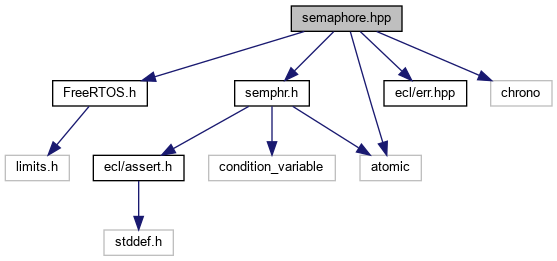 semaphore.hpp
FreeRTOS.h
semphr.h
ecl/err.hpp
chrono
limits.h
ecl/assert.h
condition_variable
atomic
stddef.h